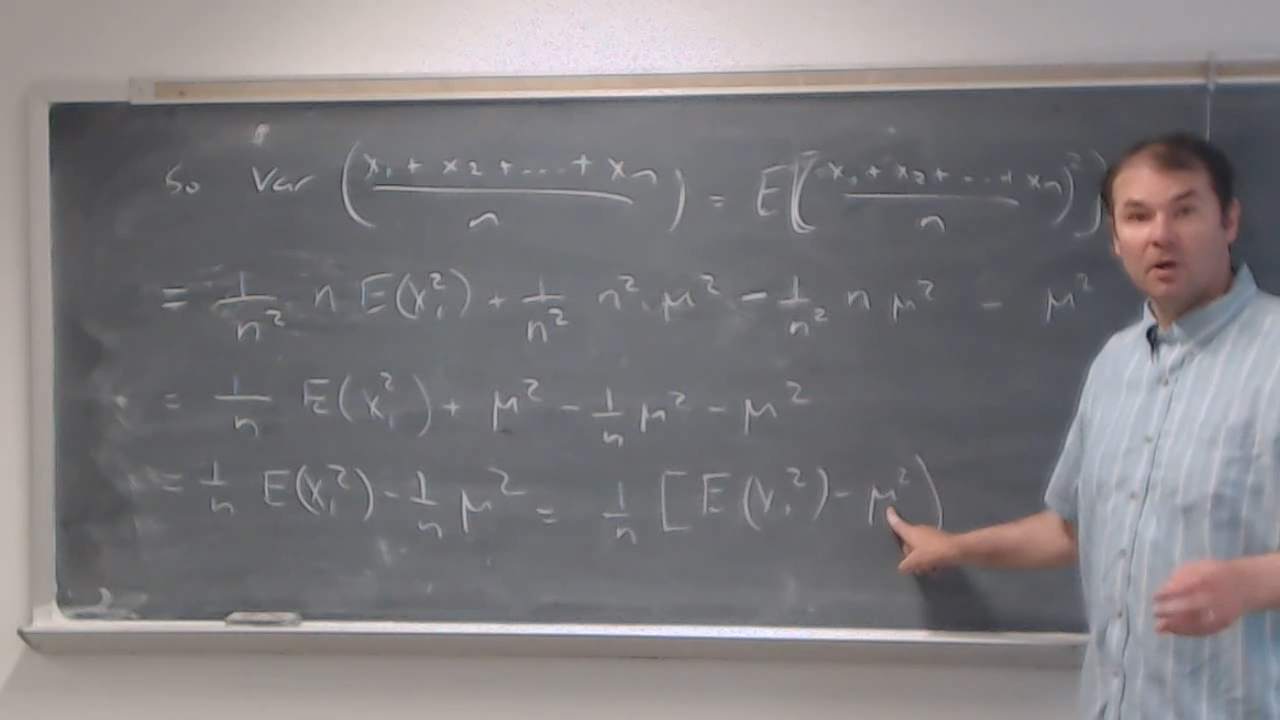 So Var ( x₁ + x₂ + ... + xₙ / n ) = E [ ( x₁ + x₂ + ... + xₙ / n )² ]
= 1/n² n E(x₁²) + 1/n² n² · μ² - 1/n² n μ² - μ²
= 1/n E(x₁²) + μ² - 1/n μ² - μ²
= 1/n E(x₁²) - 1/n μ² = 1/n [ E(x₁²) - μ² )